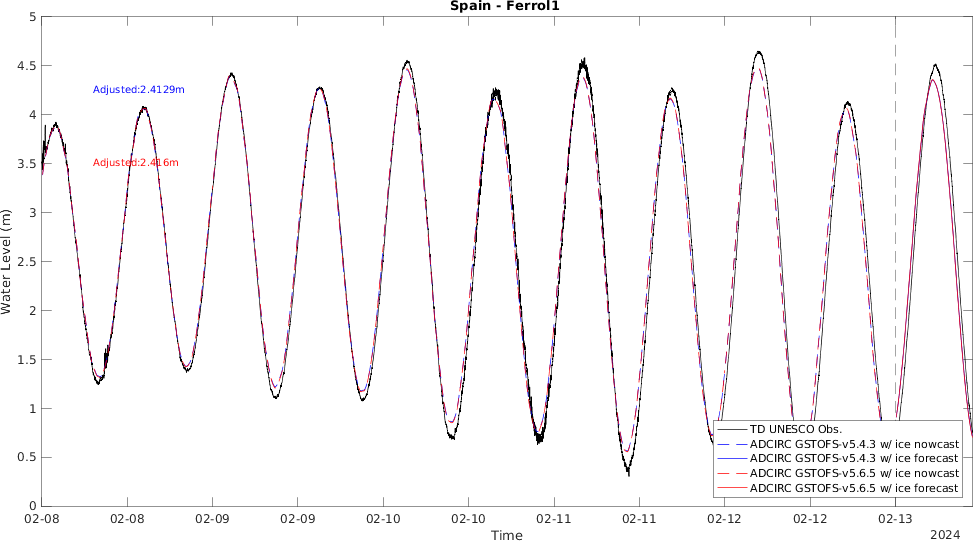 Spain - Ferrol1
5
4.5
4
3.5
3
2.5
2
1.5
1
0.5
0
Water Level (m)
Adjusted:2.4129m
Adjusted:2.416m
TD UNESCO Obs.
ADCIRC GSTOFS-v5.4.3 w/ ice nowcast
ADCIRC GSTOFS-v5.4.3 w/ ice forecast
ADCIRC GSTOFS-v5.6.5 w/ ice nowcast
ADCIRC GSTOFS-v5.6.5 w/ ice forecast
02-08 02-08 02-09 02-09 02-10 02-10 02-11 02-11 02-12 02-12 02-13
Time
2024